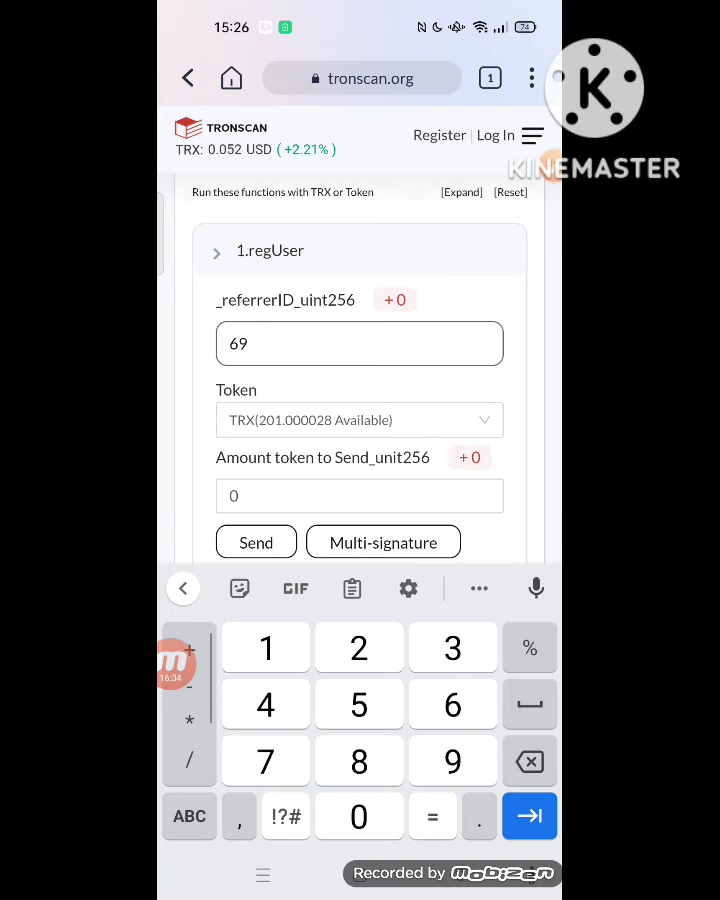 15:26
74
1
tronscan.org
K
KINEMASTER
TRONSCAN
Register | Log In
TRX: 0.052 USD (+2.21%)
Run these functions with TRX or Token [Expand] [Reset]
1.regUser
_referrerID_uint256 +0
69
Token
TRX(201.000028 Available)
Amount token to Send_unit256 +0
0
Send Multi-signature
GIF
+ 1 2 3 %
- 4 5 6
*
/ 7 8 9
16:34
ABC , !?# 0 = .
Recorded by MOBIZEN